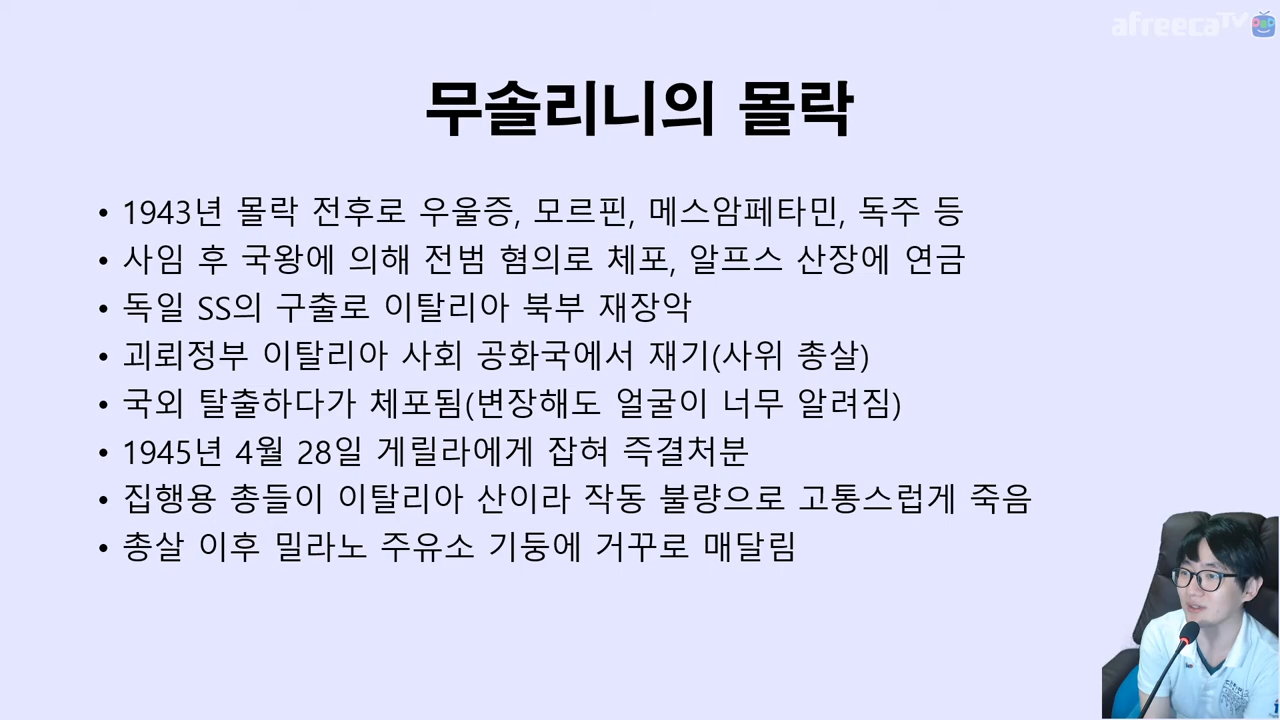 afreecaTV
무솔리니의 몰락
• 1943년 몰락 전후로 우울증, 모르핀, 메스암페타민, 독주 등
• 사임 후 국왕에 의해 전범 혐의로 체포, 알프스 산장에 연금
• 독일 SS의 구출로 이탈리아 북부 재장악
• 괴뢰정부 이탈리아 사회 공화국에서 재기(사위 총살)
• 국외 탈출하다가 체포됨(변장해도 얼굴이 너무 알려짐)
• 1945년 4월 28일 게릴라에게 잡혀 즉결처분
• 집행용 총들이 이탈리아 산이라 작동 불량으로 고통스럽게 죽음
• 총살 이후 밀라노 주유소 기둥에 거꾸로 매달림